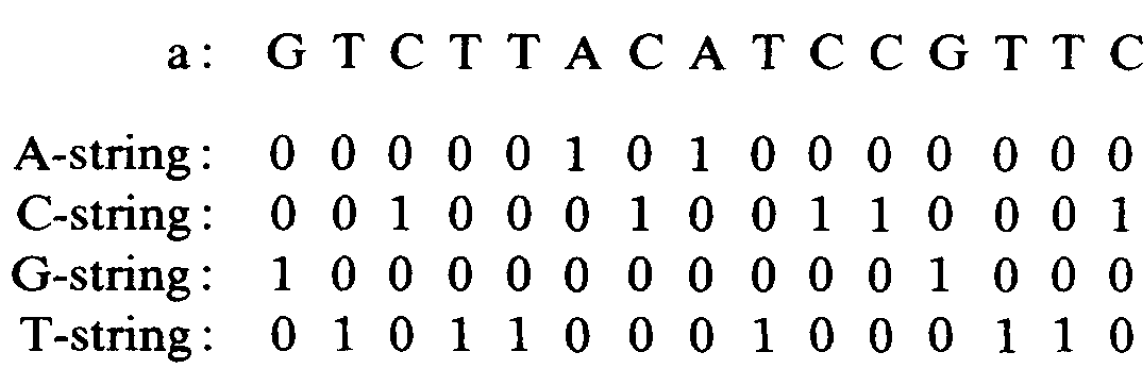 a: G T C T T A C A T C C G T T C
A-string: 0 0 0 0 0 1 0 1 0 0 0 0 0 0 0
C-string: 0 0 1 0 0 0 1 0 0 1 1 0 0 0 1
G-string: 1 0 0 0 0 0 0 0 0 0 0 1 0 0 0
T-string: 0 1 0 1 1 0 0 0 1 0 0 0 1 1 0